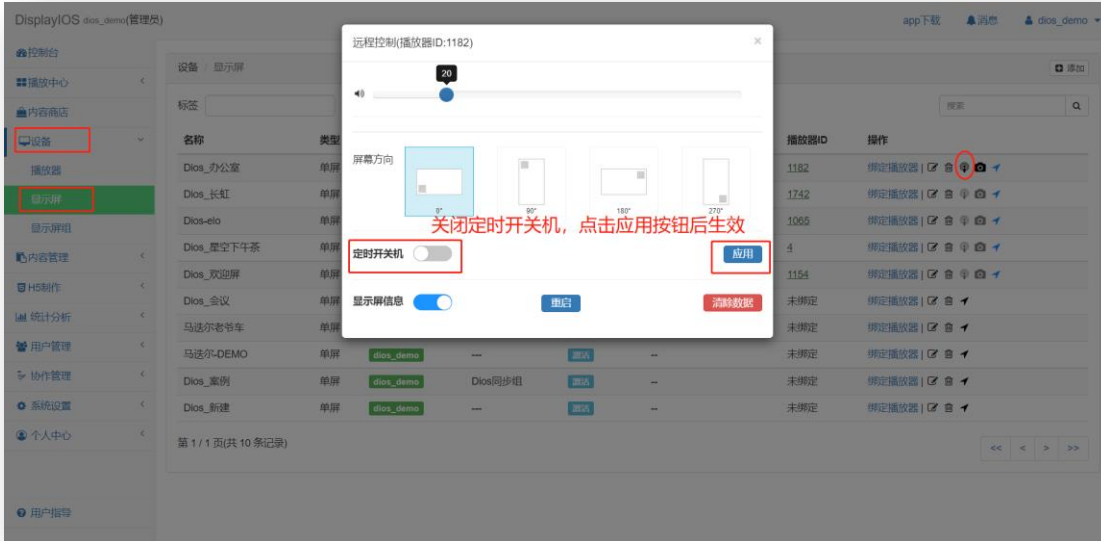 DisplayIOS dios_demo(管理员)
app下载 消息 dios_demo
控制台
播放中心
内容商店
设备
播放器
显示屏
显示屏组
内容管理
H5制作
统计分析
用户管理
协作管理
系统设置
个人中心
用户指导
设备 / 显示屏
添加
标签
搜索
名称 类型 播放器ID 操作
Dios_办公室 单屏 1182 绑定播放器 |
Dios_长虹 单屏 1742 绑定播放器 |
Dios-elo 单屏 1065 绑定播放器 |
Dios_星空下午茶 单屏 4 绑定播放器 |
Dios_欢迎屏 单屏 1154 绑定播放器 |
Dios_会议 单屏 未绑定 绑定播放器 |
马迭尔老爷车 单屏 未绑定 绑定播放器 |
马迭尔-DEMO 单屏 dios_demo --- 激活 -- 未绑定 绑定播放器 |
Dios_案例 单屏 dios_demo Dios同步组 激活 -- 未绑定 绑定播放器 |
Dios_新建 单屏 dios_demo --- 激活 -- 未绑定 绑定播放器 |
第 1 / 1 页(共 10 条记录)
<< < > >>
远程控制(播放器ID:1182) ×
20
屏幕方向
0° 90° 180° 270°
关闭定时开关机，点击应用按钮后生效
定时开关机 应用
显示屏信息 重启 清除数据